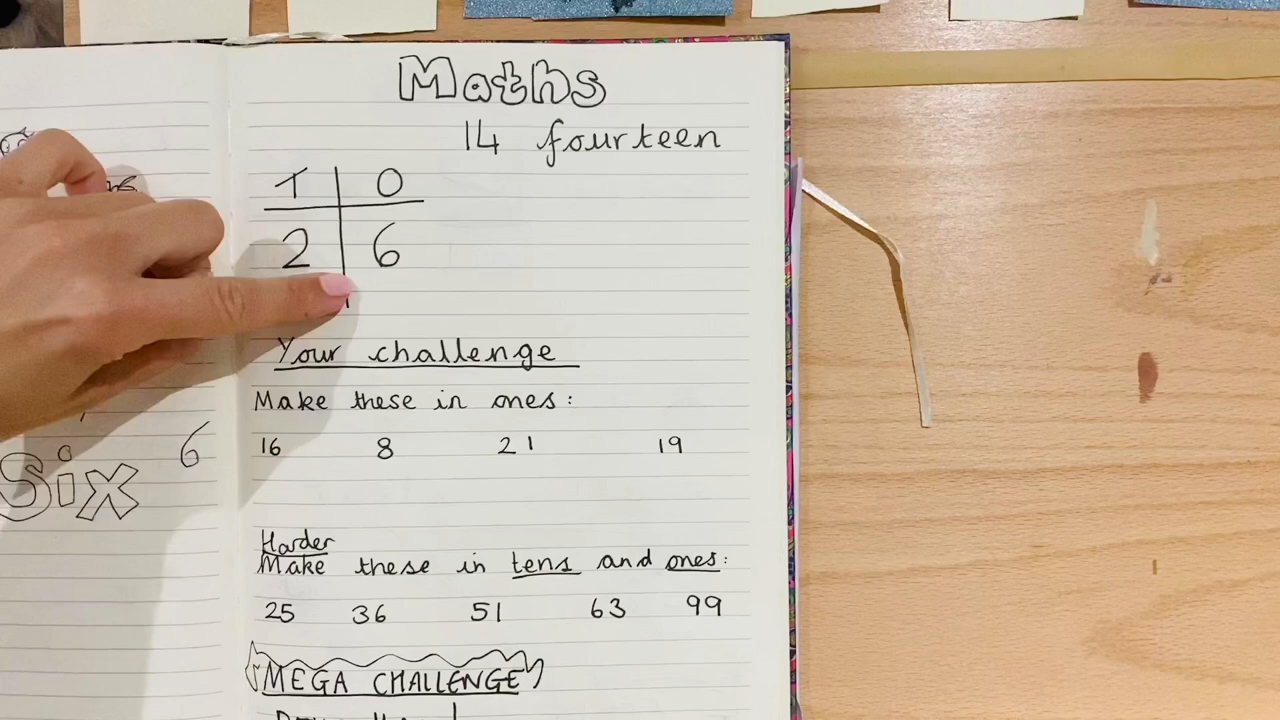 Maths
14 fourteen
T O
2 6
Your challenge
Make these in ones:
16 8 21 19
Harder
Make these in tens and ones:
25 36 51 63 99
MEGA CHALLENGE
Six 6